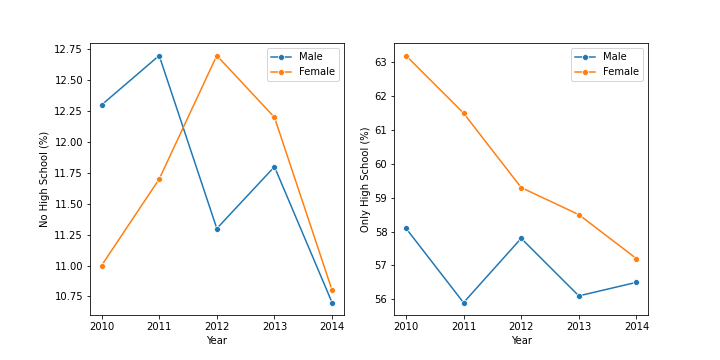 No High School (%)
12.75
12.50
12.25
12.00
11.75
11.50
11.25
11.00
10.75
2010 2011 2012 2013 2014
Year
Male
Female
Only High School (%)
63
62
61
60
59
58
57
56
2010 2011 2012 2013 2014
Year
Male
Female